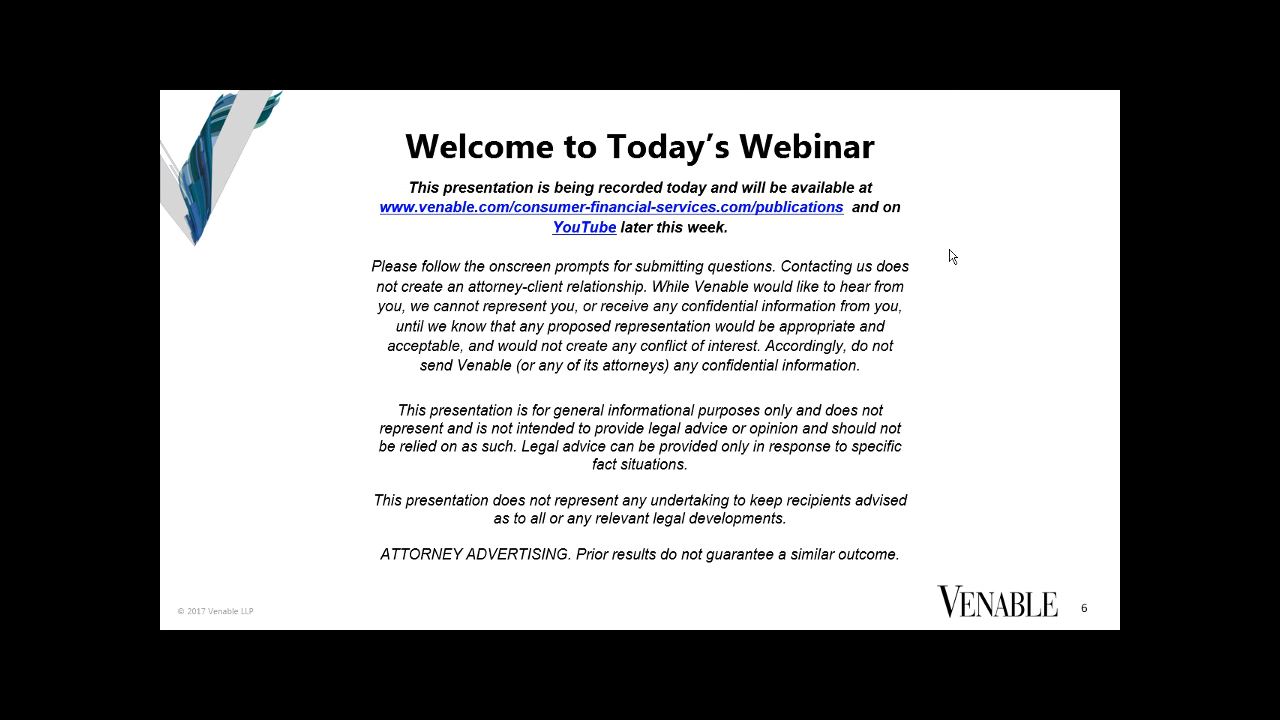 Welcome to Today’s Webinar
This presentation is being recorded today and will be available at
www.venable.com/consumer-financial-services.com/publications and on
YouTube later this week.
Please follow the onscreen prompts for submitting questions. Contacting us does
not create an attorney-client relationship. While Venable would like to hear from
you, we cannot represent you, or receive any confidential information from you,
until we know that any proposed representation would be appropriate and
acceptable, and would not create any conflict of interest. Accordingly, do not
send Venable (or any of its attorneys) any confidential information.
This presentation is for general informational purposes only and does not
represent and is not intended to provide legal advice or opinion and should not
be relied on as such. Legal advice can be provided only in response to specific
fact situations.
This presentation does not represent any undertaking to keep recipients advised
as to all or any relevant legal developments.
ATTORNEY ADVERTISING. Prior results do not guarantee a similar outcome.
© 2017 Venable LLP
VENABLE
6